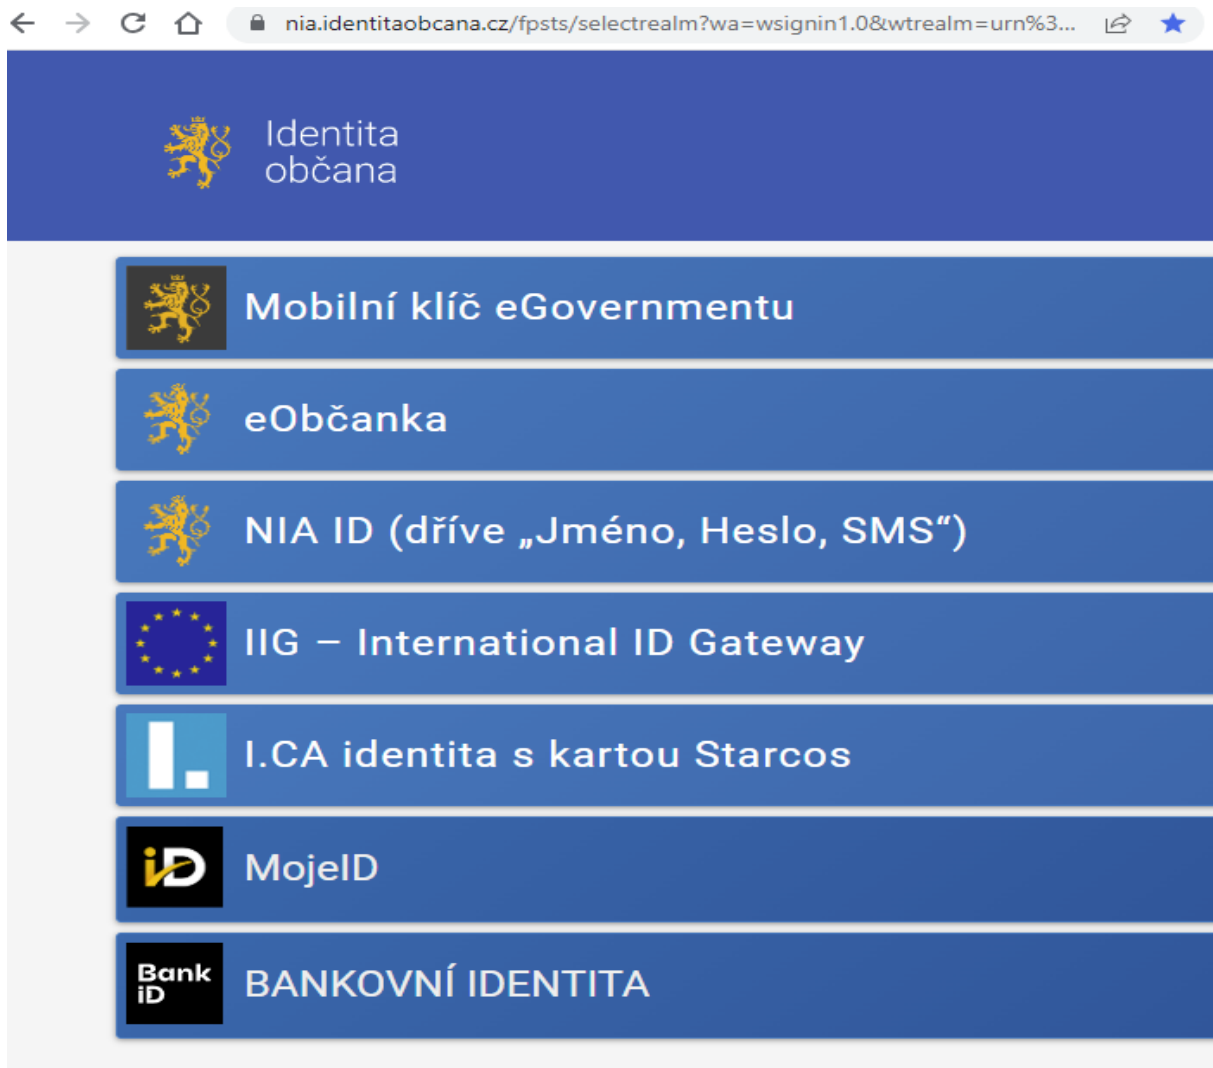 nia.identitaobcana.cz/fpsts/selectrealm?wa=wsignin1.0&wtrealm=urn%3...
Identita
občana
Mobilní klíč eGovernmentu
eObčanka
NIA ID (dříve „Jméno, Heslo, SMS“)
IIG – International ID Gateway
I.
I.CA identita s kartou Starcos
iD
MojeID
Bank
iD
BANKOVNÍ IDENTITA